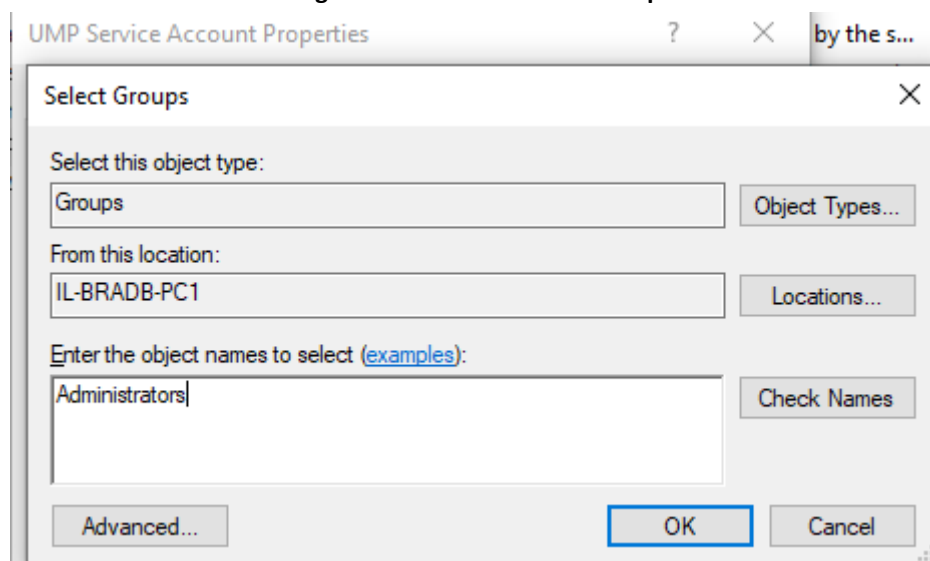 UMP Service Account Properties ? by the s...
Select Groups
Select this object type:
Groups
Object Types...
From this location:
IL-BRADB-PC1
Locations...
Enter the object names to select (examples):
Administrators
Check Names
Advanced...
OK
Cancel